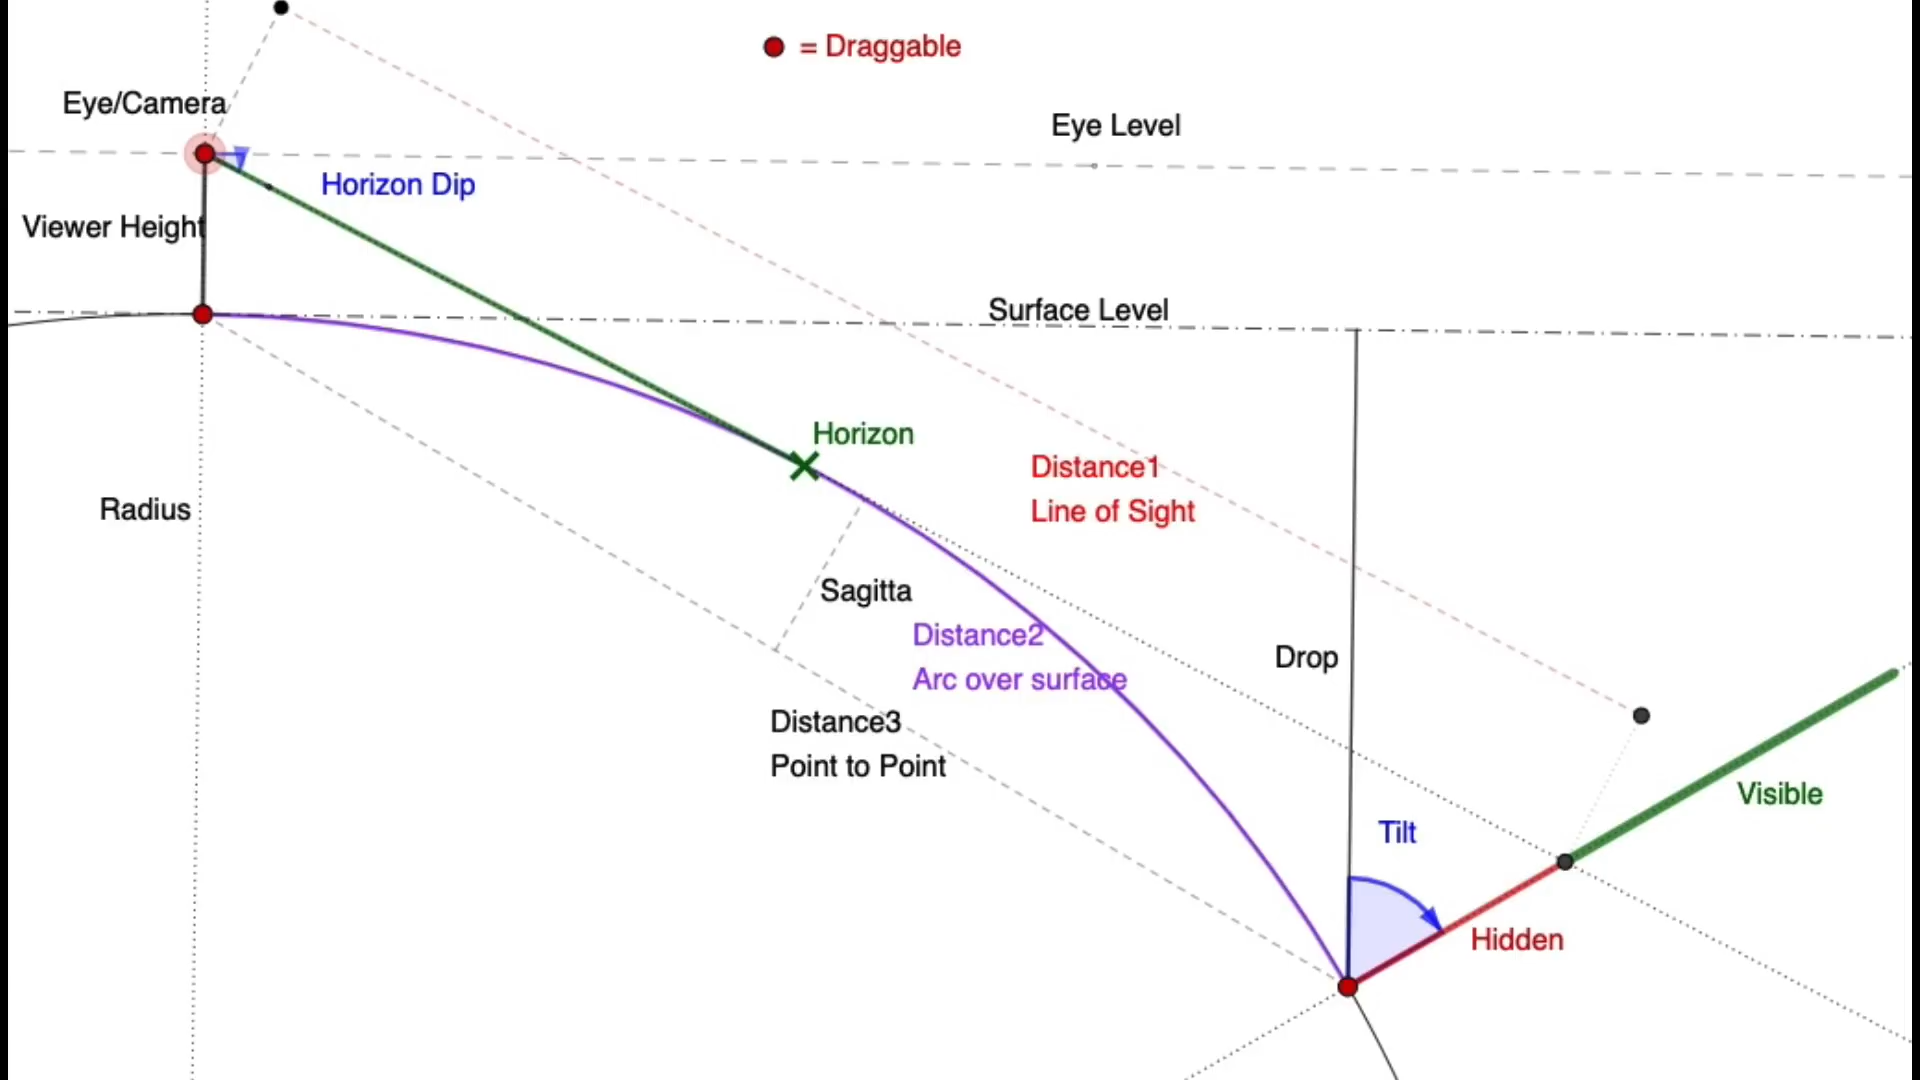 = Draggable
Eye/Camera
Eye Level
Horizon Dip
Viewer Height
Surface Level
Horizon
Distance1
Line of Sight
Radius
Sagitta
Distance2
Arc over surface
Drop
Distance3
Point to Point
Visible
Tilt
Hidden